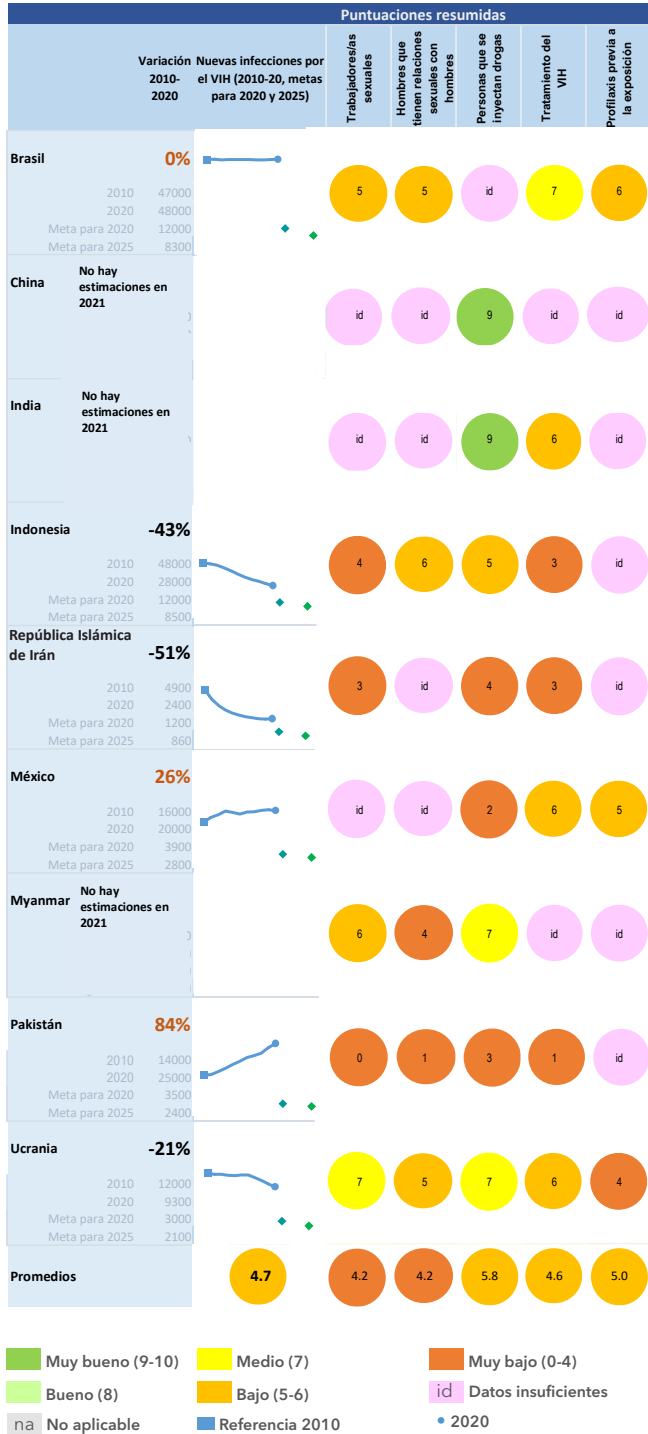 Puntuaciones resumidas
Variación
2010-
2020
Nuevas infecciones por
el VIH (2010-20, metas
para 2020 y 2025)
Trabajadores/as
sexuales
Hombres que
tienen relaciones
sexuales con
hombres
Personas que se
inyectan drogas
Tratamiento del
VIH
Profilaxis previa a
la exposición
Brasil 0%
2010 47000
2020 48000
Meta para 2020 12000
Meta para 2025 8300
5 5 id 7 6
China
No hay
estimaciones en
2021
id id 9 id id
India
No hay
estimaciones en
2021
id id 9 6 id
Indonesia -43%
2010 48000
2020 28000
Meta para 2020 12000
Meta para 2025 8500
4 6 5 3 id
República Islámica
de Irán -51%
2010 4900
2020 2400
Meta para 2020 1200
Meta para 2025 860
3 id 4 3 id
México 26%
2010 16000
2020 20000
Meta para 2020 3900
Meta para 2025 2800
id id 2 6 5
Myanmar
No hay
estimaciones en
2021
6 4 7 id id
Pakistán 84%
2010 14000
2020 25000
Meta para 2020 3500
Meta para 2025 2400
0 1 3 1 id
Ucrania -21%
2010 12000
2020 9300
Meta para 2020 3000
Meta para 2025 2100
7 5 7 6 4
Promedios 4.7 4.2 4.2 5.8 4.6 5.0
Muy bueno (9-10) Medio (7) Muy bajo (0-4)
Bueno (8) Bajo (5-6) id Datos insuficientes
na No aplicable Referencia 2010 2020